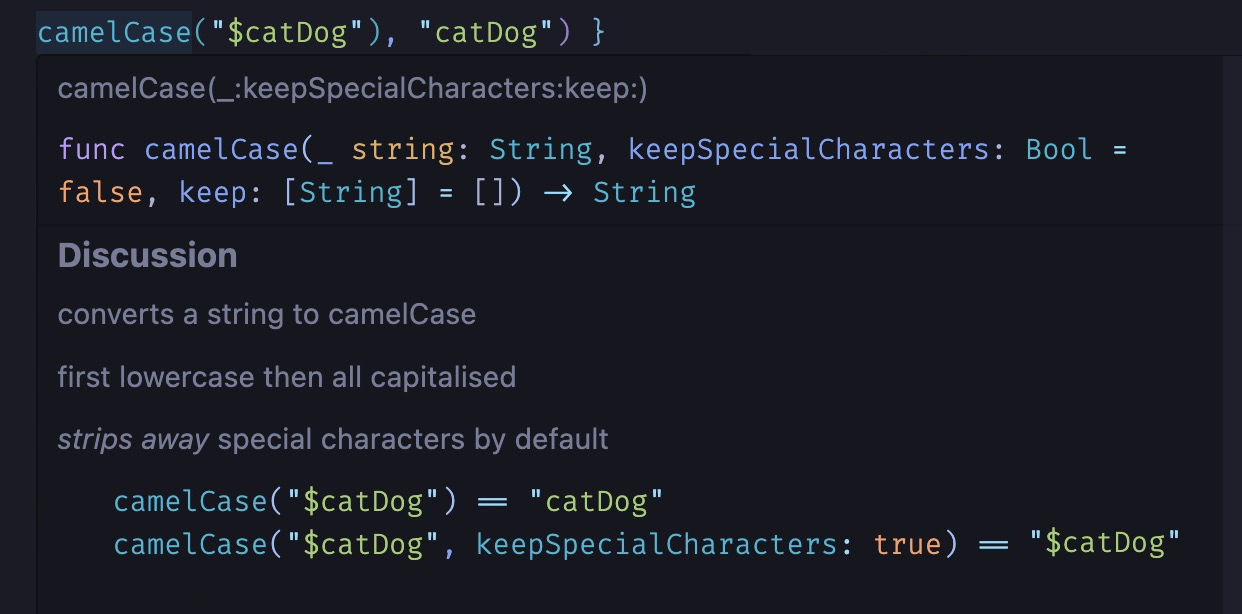 camelCase("$catDog"), "catDog") }
camelCase(_:keepSpecialCharacters:keep:)
func camelCase(_ string: String, keepSpecialCharacters: Bool =
false, keep: [String] = []) -> String
Discussion
converts a string to camelCase
first lowercase then all capitalised
strips away special characters by default
camelCase("$catDog") == "catDog"
camelCase("$catDog", keepSpecialCharacters: true) == "$catDog"